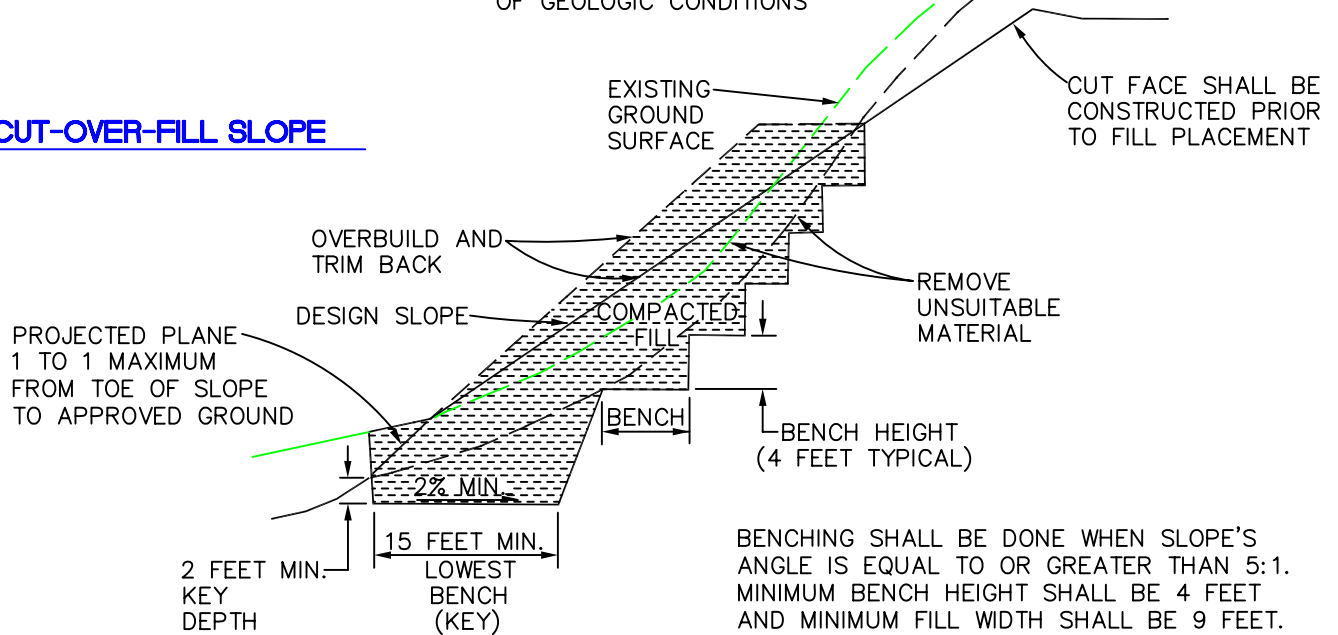 OF GEOLOGIC CONDITIONS
CUT-OVER-FILL SLOPE
EXISTING
GROUND
SURFACE
CUT FACE SHALL BE
CONSTRUCTED PRIOR
TO FILL PLACEMENT
OVERBUILD AND
TRIM BACK
DESIGN SLOPE
COMPACTED
FILL
REMOVE
UNSUITABLE
MATERIAL
PROJECTED PLANE
1 TO 1 MAXIMUM
FROM TOE OF SLOPE
TO APPROVED GROUND
BENCH
BENCH HEIGHT
(4 FEET TYPICAL)
2% MIN.
15 FEET MIN.
LOWEST
BENCH
(KEY)
2 FEET MIN.
KEY
DEPTH
BENCHING SHALL BE DONE WHEN SLOPE'S
ANGLE IS EQUAL TO OR GREATER THAN 5:1.
MINIMUM BENCH HEIGHT SHALL BE 4 FEET
AND MINIMUM FILL WIDTH SHALL BE 9 FEET.